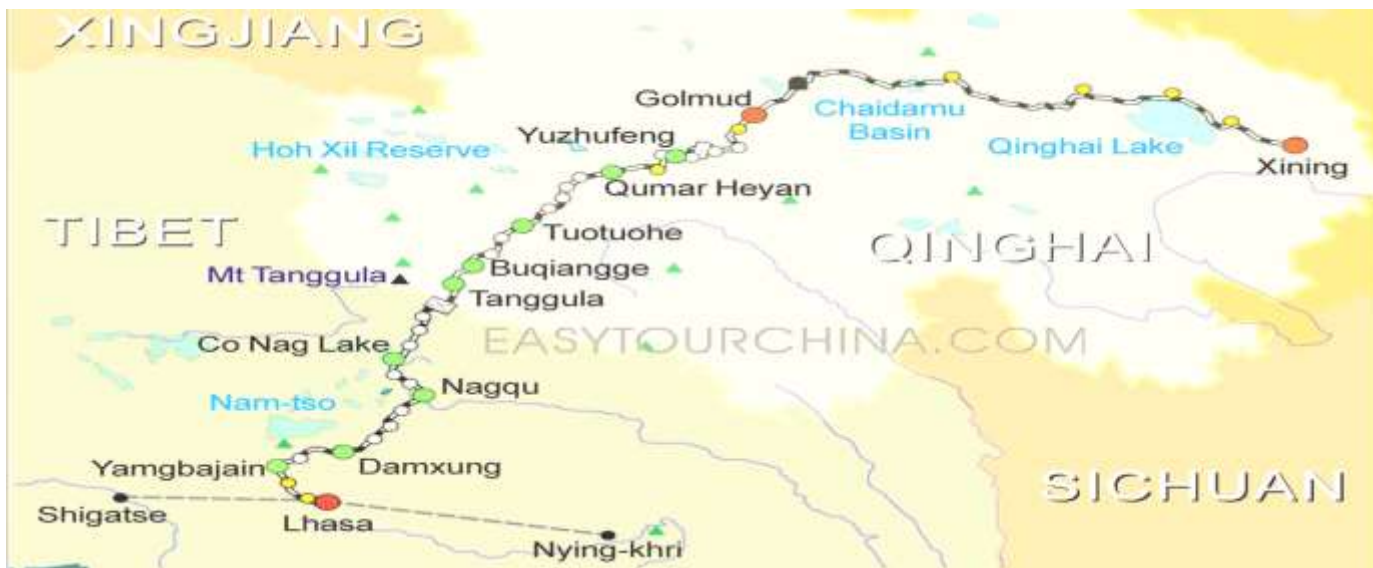 XINGJIANG
Golmud
Chaidamu
Basin
Yuzhufeng
Hoh Xil Reserve
Qinghai Lake
Xining
Qumar Heyan
TIBET
Tuotuohe
QINGHAI
Mt Tanggula
Buqiangge
Tanggula
Co Nag Lake
EASYTOURCHINA.COM
Nagqu
Nam-tso
Yamgbajain
Damxung
SICHUAN
Shigatse
Lhasa
Nying-khri